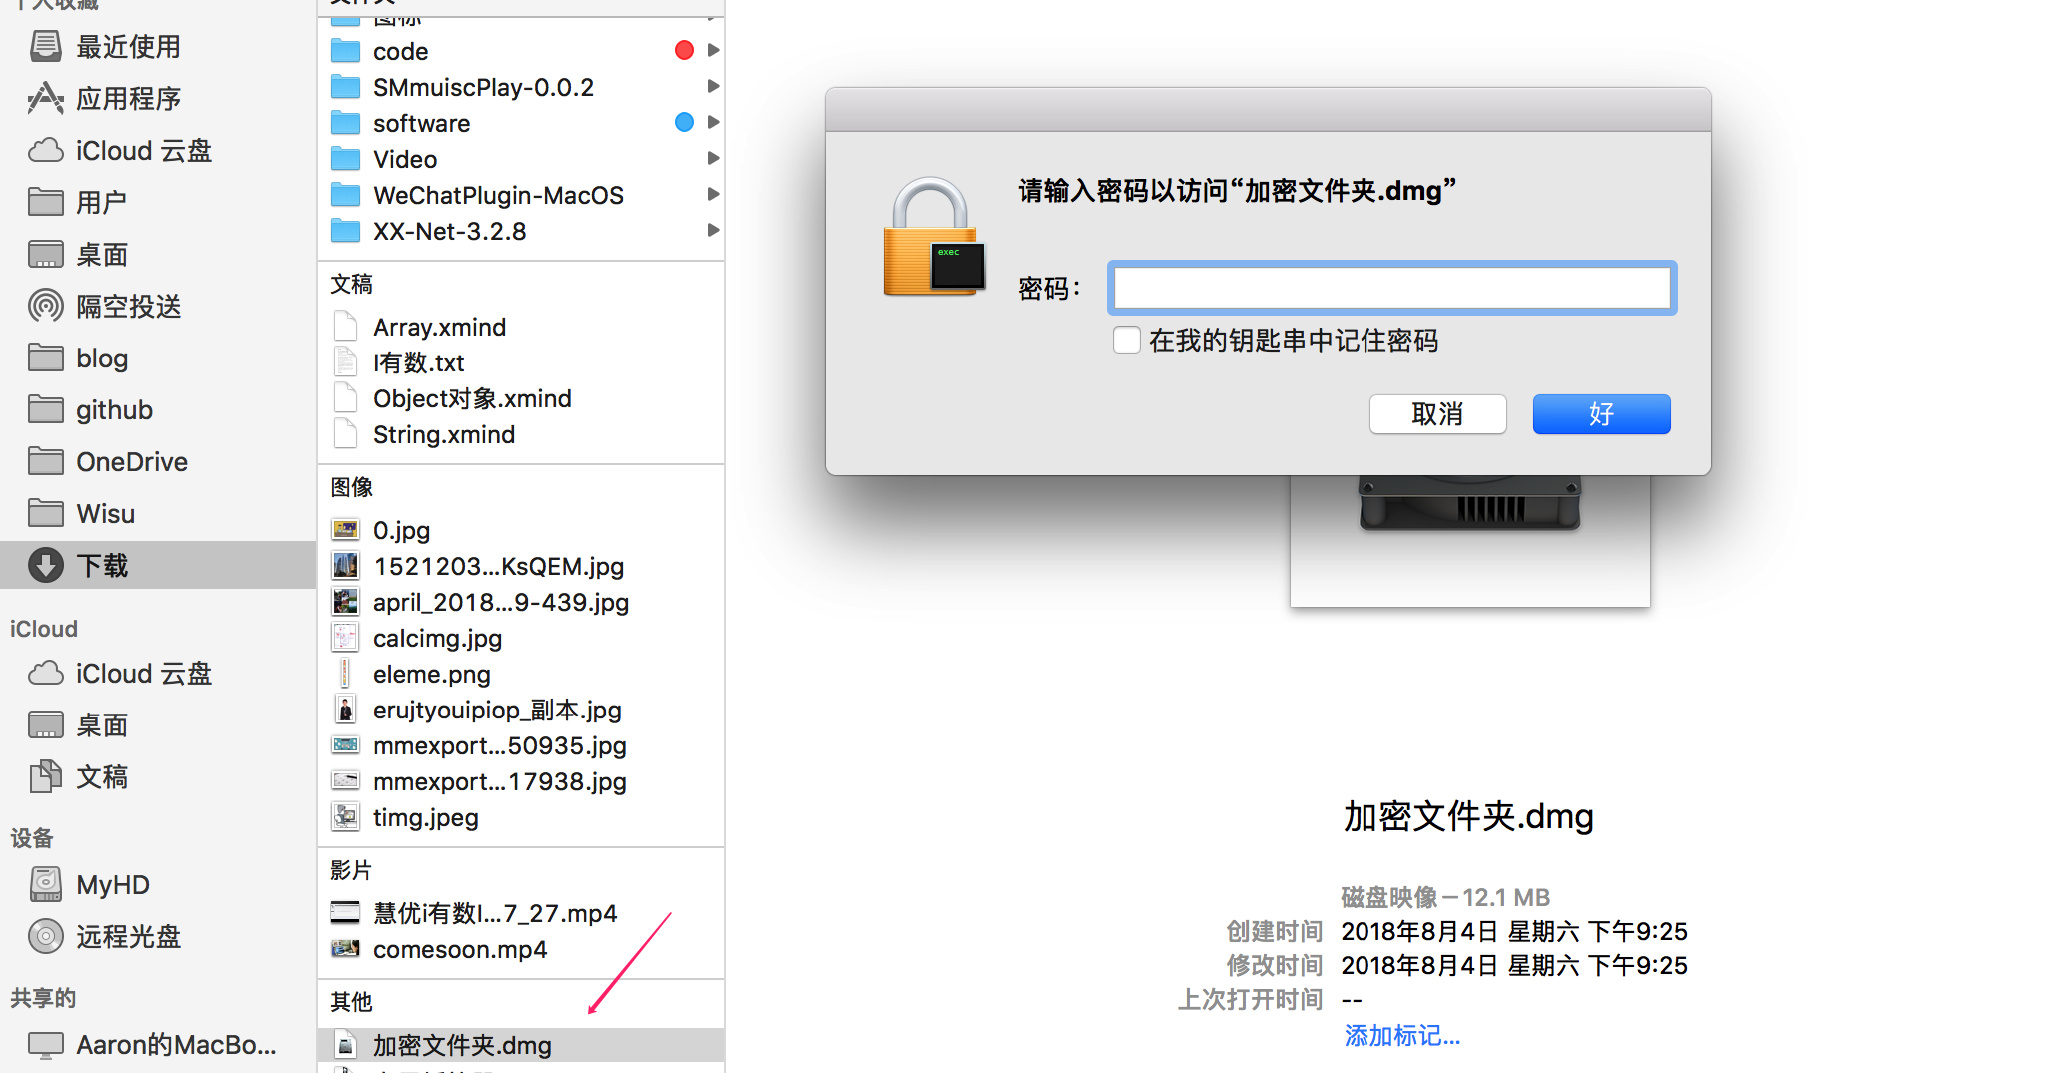 个人收藏
最近使用
应用程序
iCloud 云盘
用户
桌面
隔空投送
blog
github
OneDrive
Wisu
下载
iCloud
iCloud 云盘
桌面
文稿
设备
MyHD
远程光盘
共享的
Aaron的MacBo...
文件夹
图标
code
SMmuiscPlay-0.0.2
software
Video
WeChatPlugin-MacOS
XX-Net-3.2.8
文稿
Array.xmind
I有数.txt
Object对象.xmind
String.xmind
图像
0.jpg
1521203...KsQEM.jpg
april_2018...9-439.jpg
calcimg.jpg
eleme.png
erujtyouipiop_副本.jpg
mmexport...50935.jpg
mmexport...17938.jpg
timg.jpeg
影片
慧优i有数I...7_27.mp4
comesoon.mp4
其他
加密文件夹.dmg
请输入密码以访问“加密文件夹.dmg”
exec
密码：
在我的钥匙串中记住密码
取消
好
加密文件夹.dmg
磁盘映像 – 12.1 MB
创建时间 2018年8月4日 星期六 下午9:25
修改时间 2018年8月4日 星期六 下午9:25
上次打开时间 --
添加标记...